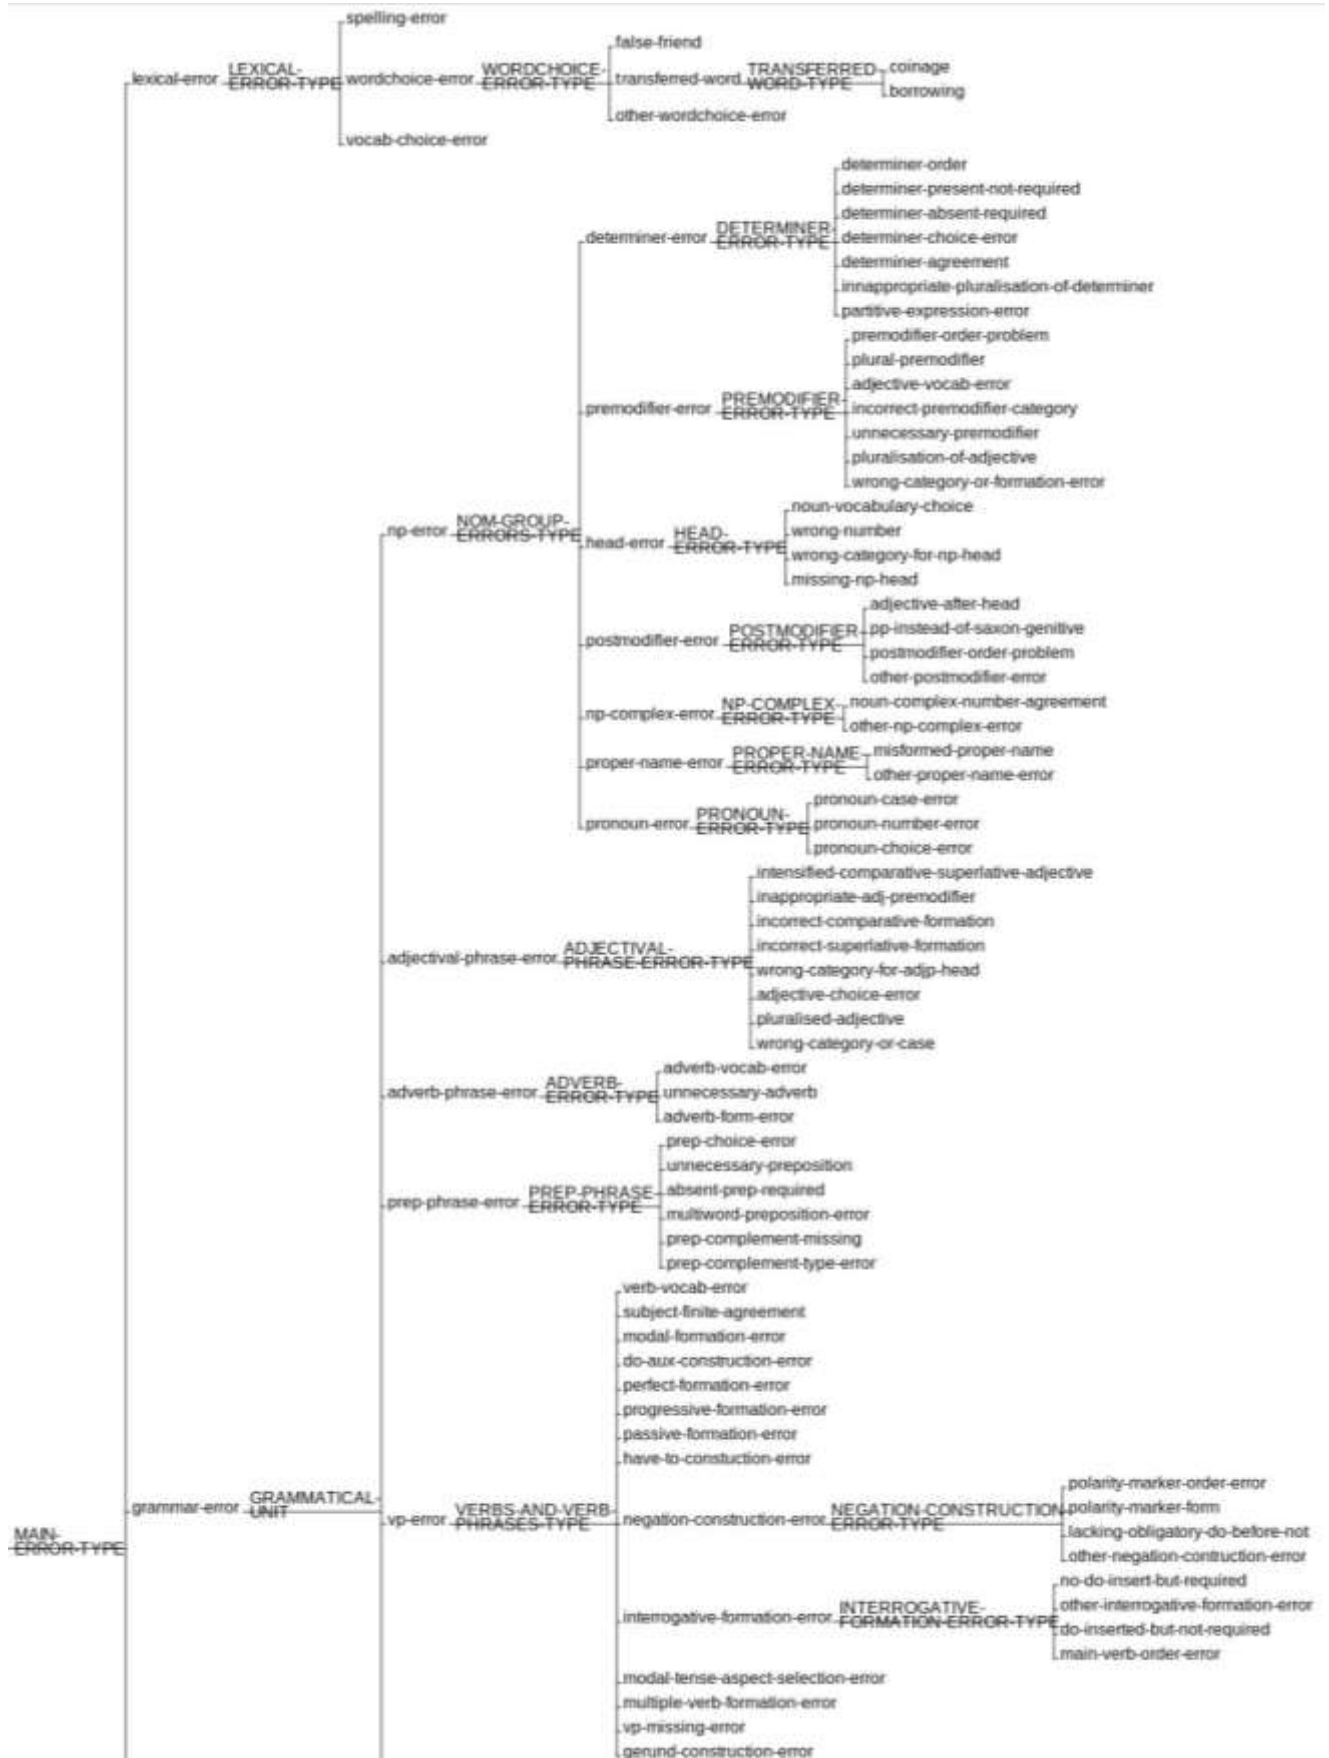 spelling-error
false-friend
lexical-error LEXICAL-ERROR-TYPE wordchoice-error WORDCHOICE-ERROR-TYPE transferred-word TRANSFERRED-WORD-TYPE coinage
borrowing
other-wordchoice-error
vocab-choice-error
determiner-order
determiner-present-not-required
determiner-absent-required
determiner-error DETERMINER-ERROR-TYPE determiner-choice-error
determiner-agreement
innappropriate-pluralisation-of-determiner
partitive-expression-error
premodifier-order-problem
plural-premodifier
adjective-vocab-error
premodifier-error PREMODIFIER-ERROR-TYPE incorrect-premodifier-category
unnecessary-premodifier
pluralisation-of-adjective
wrong-category-or-formation-error
noun-vocabulary-choice
np-error NOM-GROUP-ERRORS-TYPE wrong-number
head-error HEAD-ERROR-TYPE wrong-category-for-np-head
missing-np-head
adjective-after-head
pp-instead-of-saxon-genitive
postmodifier-error POSTMODIFIER-ERROR-TYPE postmodifier-order-problem
other-postmodifier-error
np-complex-error NP-COMPLEX-ERROR-TYPE noun-complex-number-agreement
other-np-complex-error
proper-name-error PROPER-NAME-ERROR-TYPE misformed-proper-name
other-proper-name-error
pronoun-case-error
pronoun-error PRONOUN-ERROR-TYPE pronoun-number-error
pronoun-choice-error
intensified-comparative-superlative-adjective
inappropriate-adj-premodifier
incorrect-comparative-formation
adjectival-phrase-error ADJECTIVAL-PHRASE-ERROR-TYPE incorrect-superlative-formation
wrong-category-for-adjp-head
adjective-choice-error
pluralised-adjective
wrong-category-or-case
adverb-vocab-error
adverb-phrase-error ADVERB-ERROR-TYPE unnecessary-adverb
adverb-form-error
prep-choice-error
unnecessary-preposition
prep-phrase-error PREP-PHRASE-ERROR-TYPE absent-prep-required
multiword-preposition-error
prep-complement-missing
prep-complement-type-error
verb-vocab-error
subject-finite-agreement
modal-formation-error
do-aux-construction-error
perfect-formation-error
progressive-formation-error
passive-formation-error
have-to-constuction-error
polarity-marker-order-error
MAIN-ERROR-TYPE grammar-error GRAMMATICAL-UNIT vp-error VERBS-AND-VERB-PHRASES-TYPE negation-construction-error NEGATION-CONSTRUCTION-ERROR-TYPE polarity-marker-form
lacking-obligatory-do-before-not
other-negation-contruction-error
no-do-insert-but-required
interrogative-formation-error INTERROGATIVE-FORMATION-ERROR-TYPE other-interrogative-formation-error
do-inserted-but-not-required
main-verb-order-error
modal-tense-aspect-selection-error
multiple-verb-formation-error
vp-missing-error
gerund-construction-error